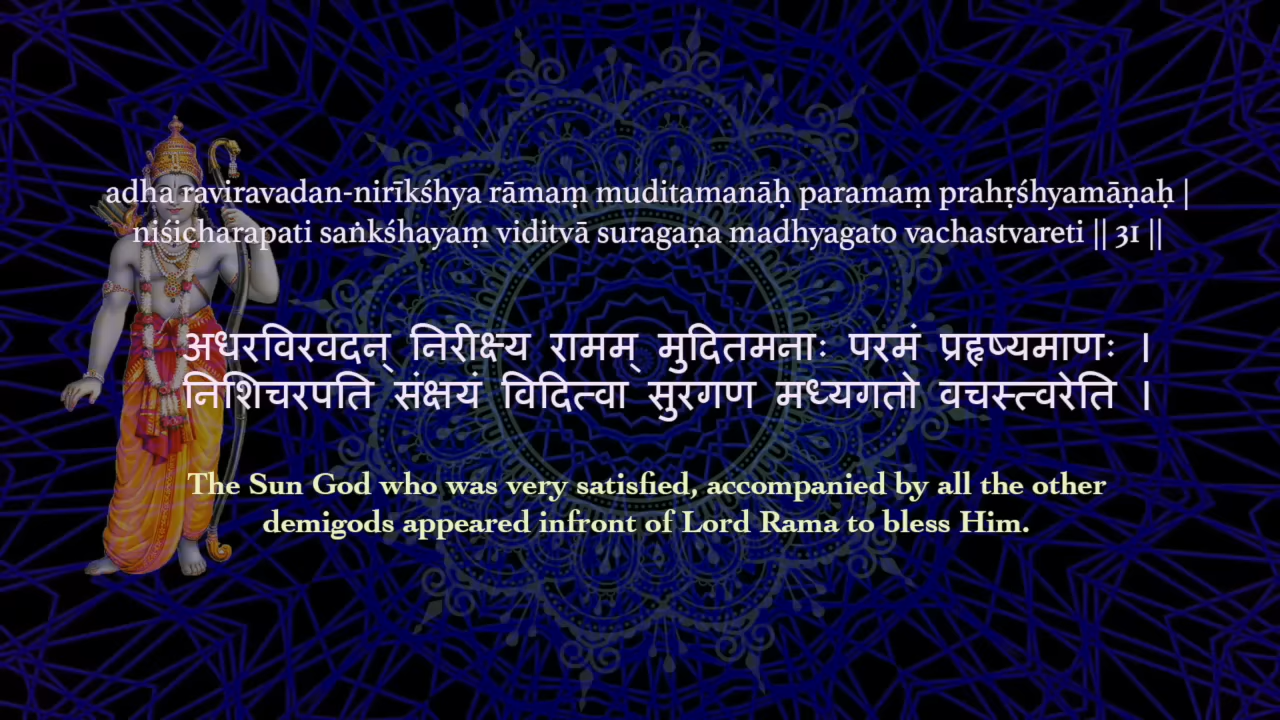 adha raviravadan-nirīkśhya rāmaṃ muditamanāḥ paramaṃ prahṛśhyamāṇaḥ |
niśicharapati saṅkśhayaṃ viditvā suragaṇa madhyagato vachastvareti || 31 ||
अधरविरवदन् निरीक्ष्य रामम् मुदितमनाः परमं प्रहृष्यमाणः ।
निशिचरपति संक्षयं विदित्वा सुरगण मध्यगतो वचस्त्वरेति ।
The Sun God who was very satisfied, accompanied by all the other
demigods appeared infront of Lord Rama to bless Him.